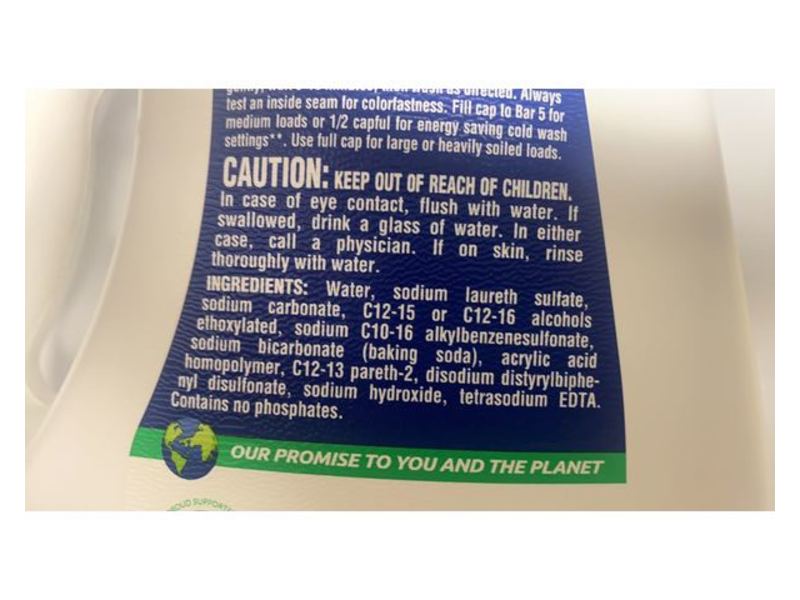 as directed. Always
test an inside seam for colorfastness. Fill cap to Bar 5 for
medium loads or 1/2 capful for energy saving cold wash
settings**. Use full cap for large or heavily soiled loads.
CAUTION: KEEP OUT OF REACH OF CHILDREN.
In case of eye contact, flush with water. If
swallowed, drink a glass of water. In either
case, call a physician. If on skin, rinse
thoroughly with water.
INGREDIENTS: Water, sodium laureth sulfate,
sodium carbonate, C12-15 or C12-16 alcohols
ethoxylated, sodium C10-16 alkylbenzenesulfonate,
sodium bicarbonate (baking soda), acrylic acid
homopolymer, C12-13 pareth-2, disodium distyrylbiphe-
nyl disulfonate, sodium hydroxide, tetrasodium EDTA.
Contains no phosphates.
OUR PROMISE TO YOU AND THE PLANET